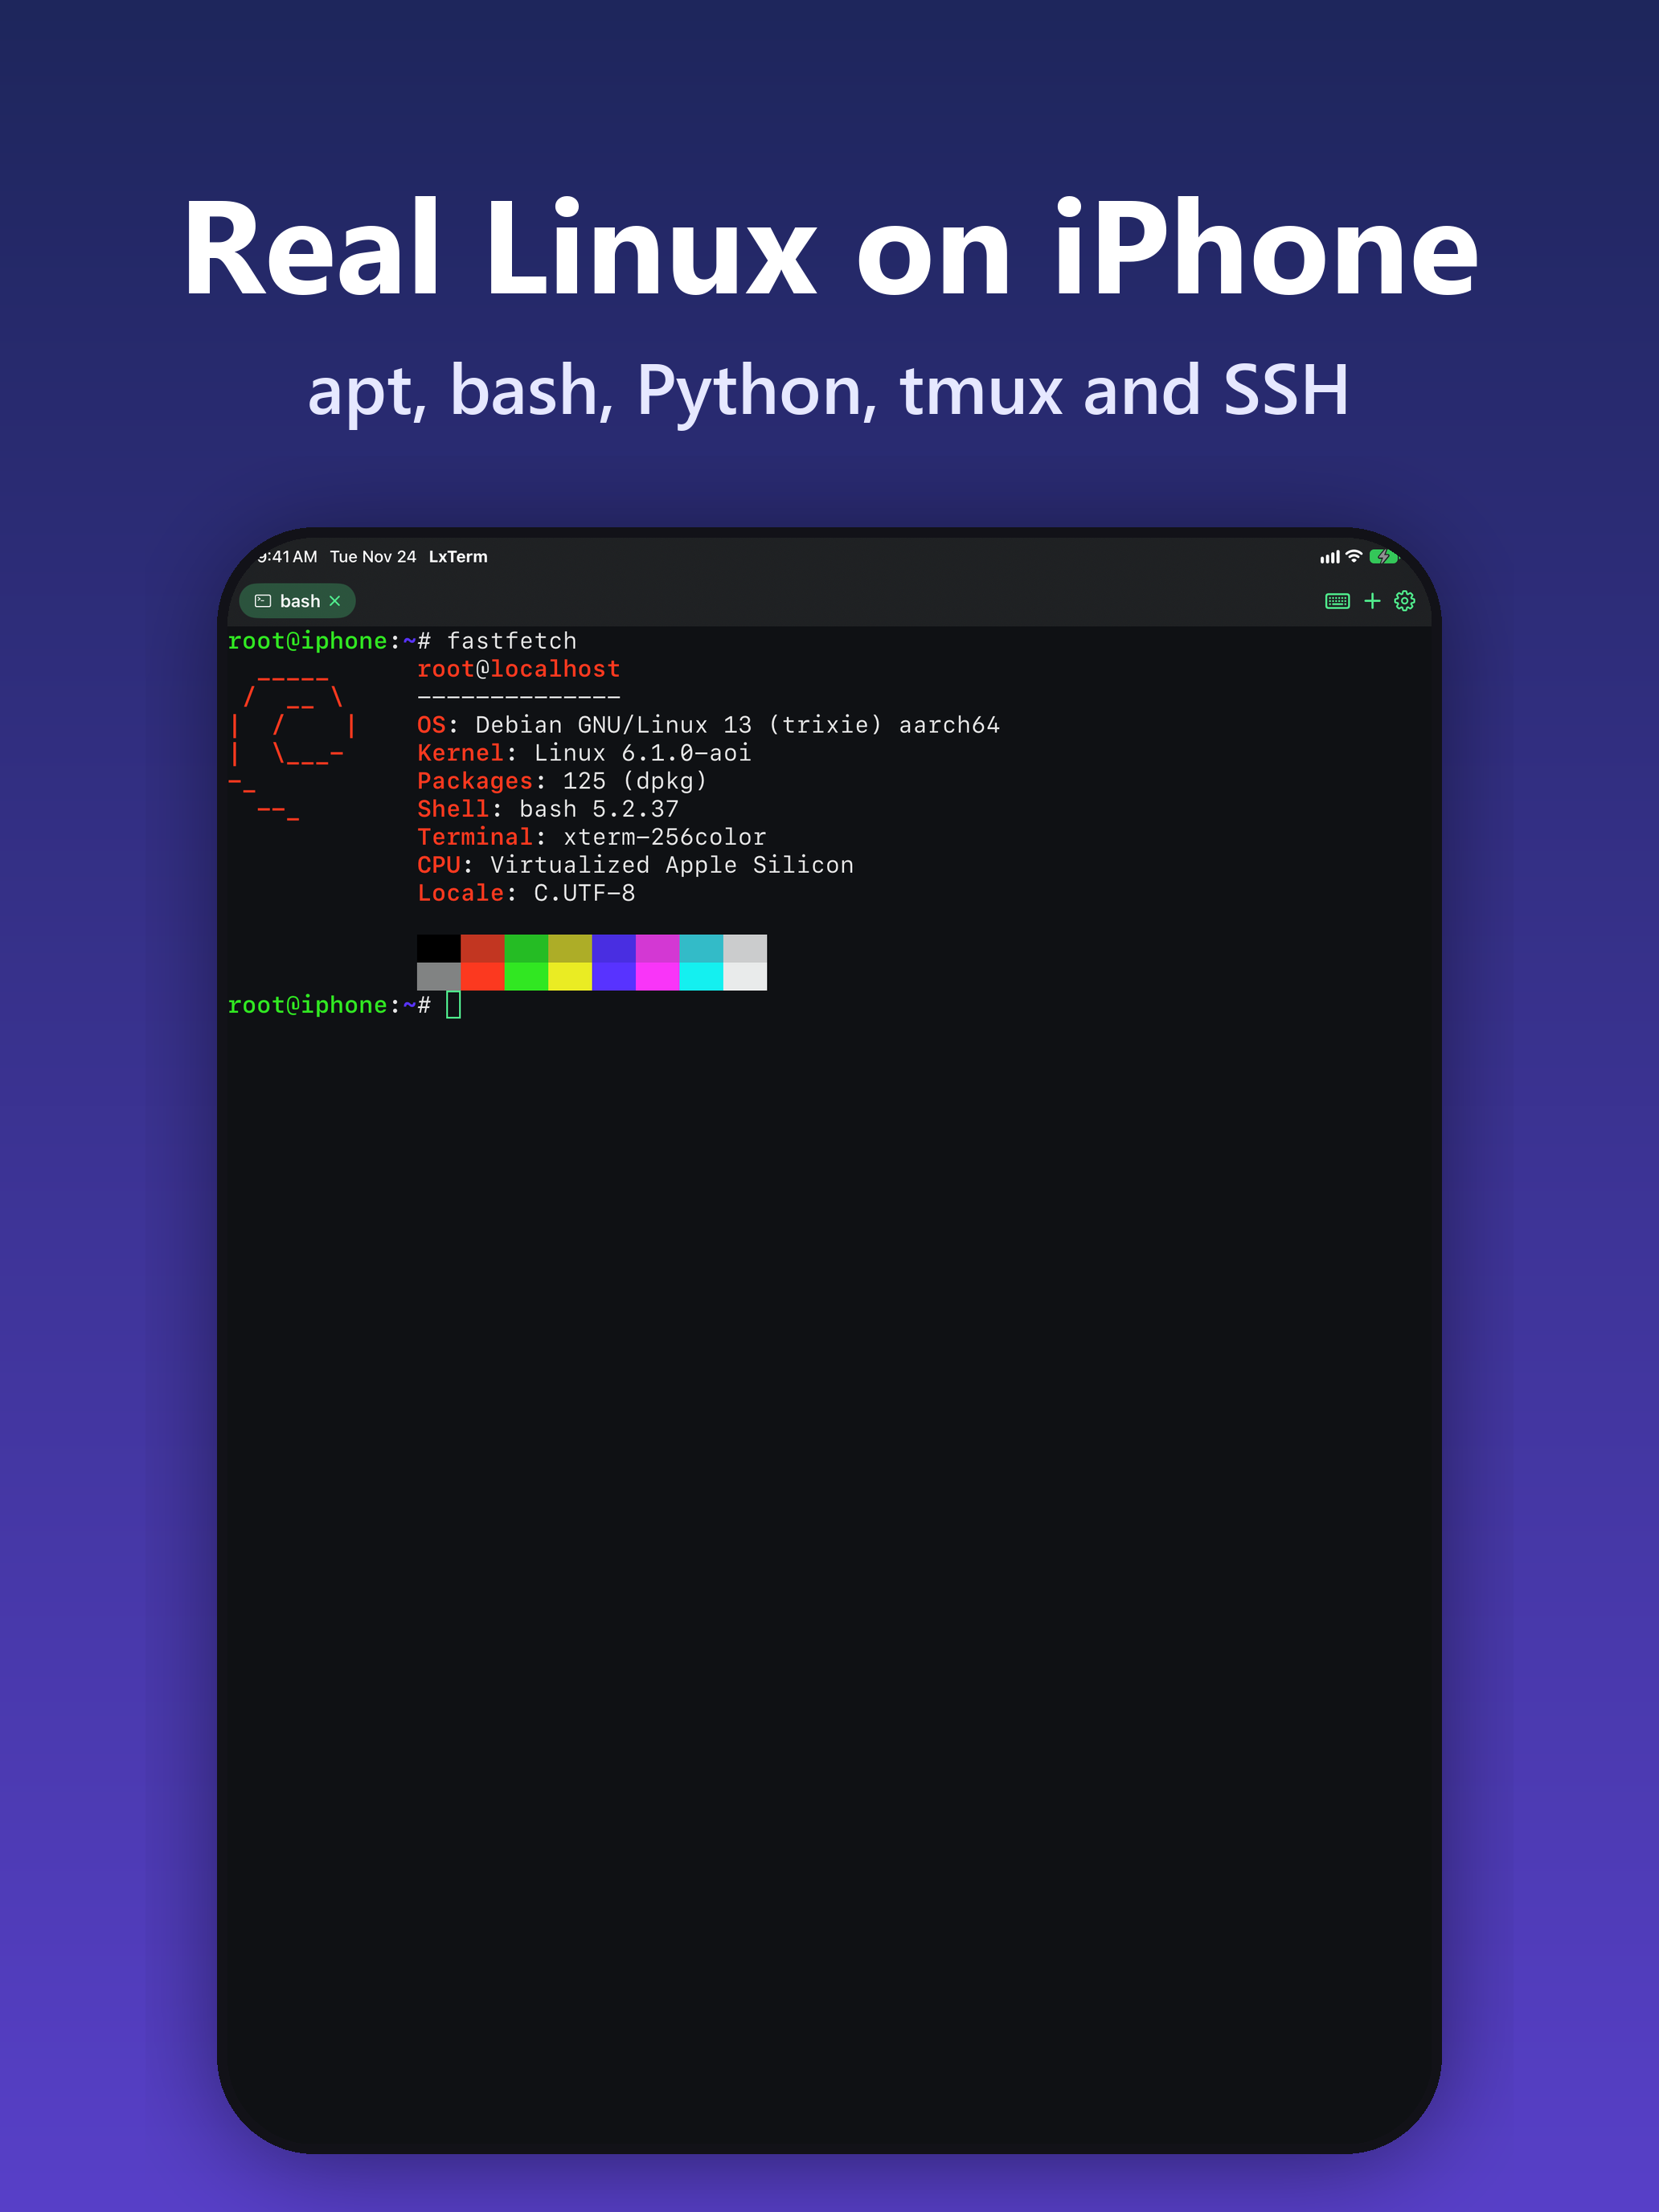 Real Linux on iPhone
apt, bash, Python, tmux and SSH
9:41 AM Tue Nov 24 LxTerm
bash
root@iphone:~# fastfetch
root@localhost
--------------
OS: Debian GNU/Linux 13 (trixie) aarch64
Kernel: Linux 6.1.0-aoi
Packages: 125 (dpkg)
Shell: bash 5.2.37
Terminal: xterm-256color
CPU: Virtualized Apple Silicon
Locale: C.UTF-8
root@iphone:~#